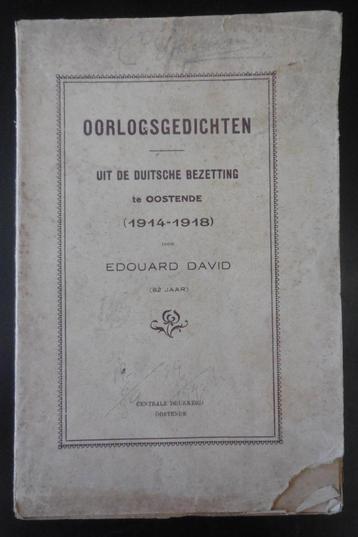 OORLOGSGEDICHTEN
UIT DE DUITSCHE BEZETTING
te OOSTENDE
(1914-1918)
DOOR
EDOUARD DAVID
(82 JAAR)
CENTRALE DRUKKERIJ
OOSTENDE